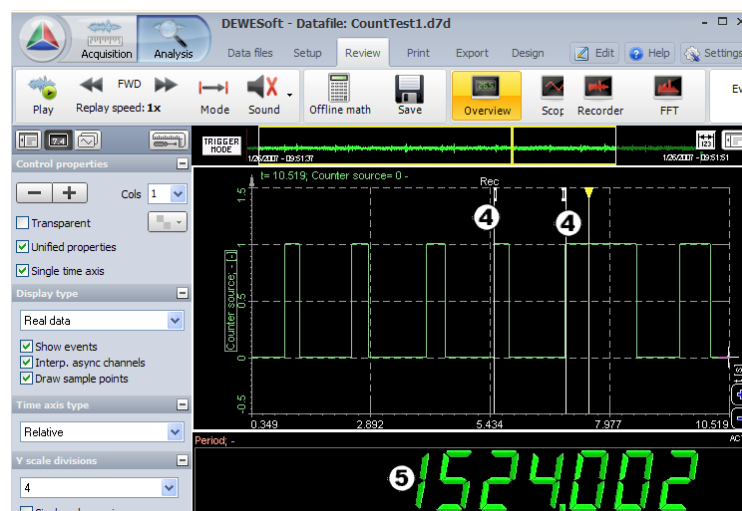 DEWESoft - Datafile: CountTest1.d7d
Acquisition Analysis Data files Setup Review Print Export Design Edit Help Settings
Play FWD Replay speed: 1x Mode Sound Offline math Save Overview Scop Recorder FFT Ev
TRIGGER MODE
1/26/2007 - 09:51:37 1/26/2007 - 09:51:51
Control properties
Cols 1
Transparent
Unified properties
Single time axis
Display type
Real data
Show events
Interp. async channels
Draw sample points
Time axis type
Relative
Y scale divisions
4
t= 10.519; Counter source= 0 -
Rec
4 4
1.5
1
0.5
0
-0.5
Counter source; - [-]
0.349 2.892 5.434 7.977 10.519
t [s]
Period; -
ACT
5 1524.002